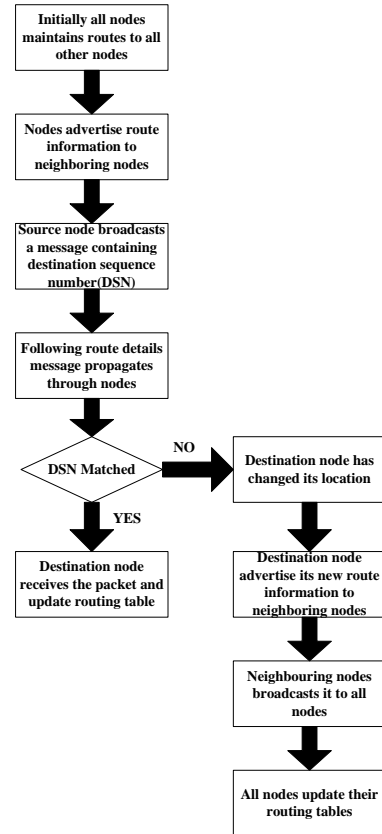 Initially all nodes
maintains routes to all
other nodes
Nodes advertise route
information to
neighboring nodes
Source node broadcasts
a message containing
destination sequence
number(DSN)
Following route details
message propagates
through nodes
DSN Matched
NO
YES
Destination node
receives the packet and
update routing table
Destination node has
changed its location
Destination node
advertise its new route
information to
neighboring nodes
Neighbouring nodes
broadcasts it to all
nodes
All nodes update their
routing tables